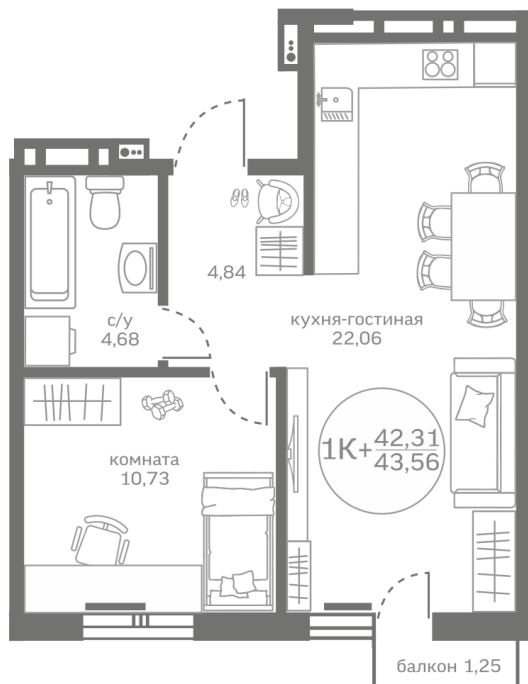 4,84
с/у
4,68
кухня-гостиная
22,06
1К+
42,31
43,56
комната
10,73
балкон 1,25